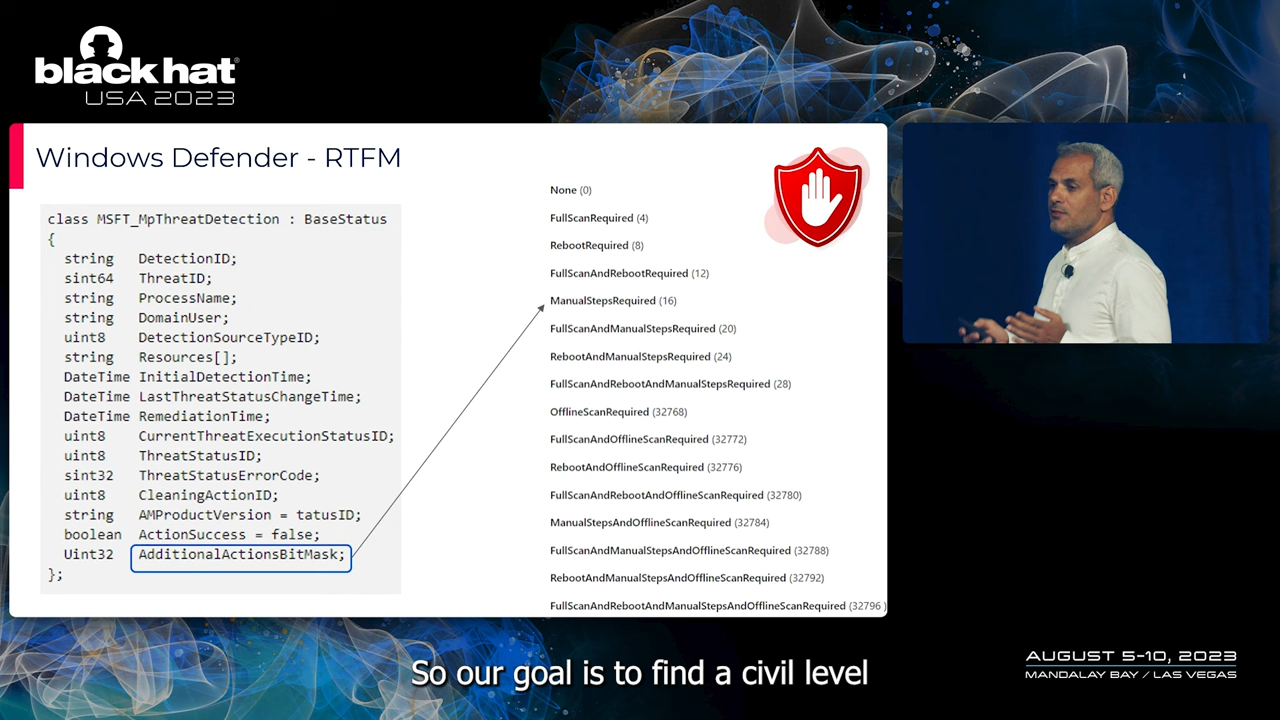 black hat®
USA 2023
Windows Defender - RTFM
class MSFT_MpThreatDetection : BaseStatus
{
string DetectionID;
sint64 ThreatID;
string ProcessName;
string DomainUser;
uint8 DetectionSourceTypeID;
string Resources[];
DateTime InitialDetectionTime;
DateTime LastThreatStatusChangeTime;
DateTime RemediationTime;
uint8 CurrentThreatExecutionStatusID;
uint8 ThreatStatusID;
sint32 ThreatStatusErrorCode;
uint8 CleaningActionID;
string AMProductVersion = tatusID;
boolean ActionSuccess = false;
Uint32 AdditionalActionsBitMask;
};
None (0)
FullScanRequired (4)
RebootRequired (8)
FullScanAndRebootRequired (12)
ManualStepsRequired (16)
FullScanAndManualStepsRequired (20)
RebootAndManualStepsRequired (24)
FullScanAndRebootAndManualStepsRequired (28)
OfflineScanRequired (32768)
FullScanAndOfflineScanRequired (32772)
RebootAndOfflineScanRequired (32776)
FullScanAndRebootAndOfflineScanRequired (32780)
ManualStepsAndOfflineScanRequired (32784)
FullScanAndManualStepsAndOfflineScanRequired (32788)
RebootAndManualStepsAndOfflineScanRequired (32792)
FullScanAndRebootAndManualStepsAndOfflineScanRequired (32796 )
So our goal is to find a civil level
AUGUST 5-10, 2023
MANDALAY BAY / LAS VEGAS